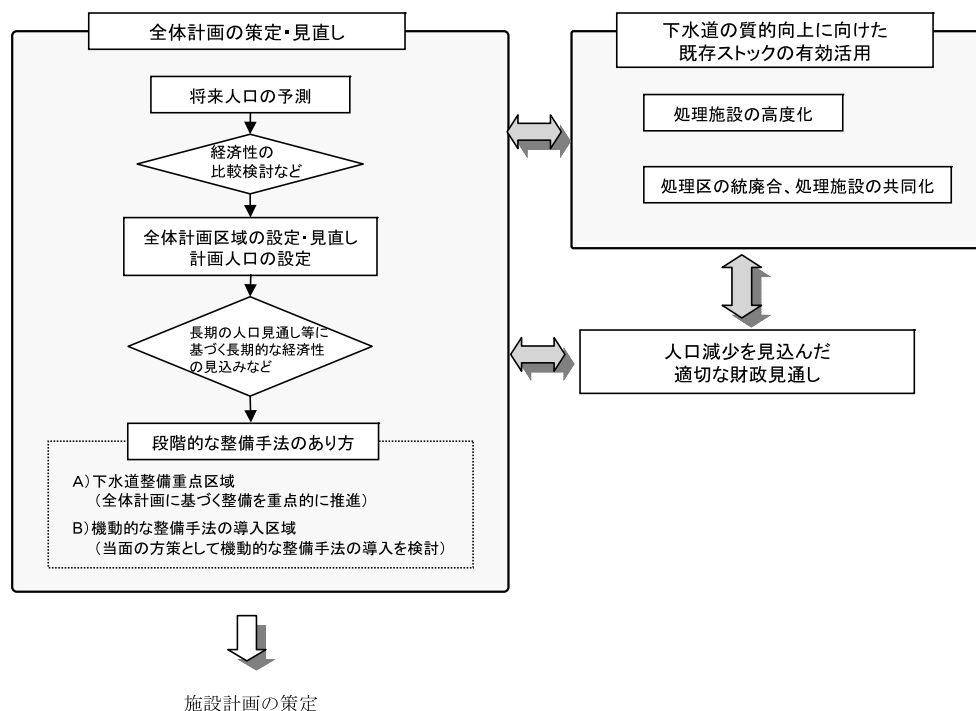 全体計画の策定・見直し
将来人口の予測
経済性の
比較検討など
全体計画区域の設定・見直し
計画人口の設定
長期の人口見通し等に
基づく長期的な経済性
の見込みなど
段階的な整備手法のあり方
A)下水道整備重点区域
(全体計画に基づく整備を重点的に推進)
B)機動的な整備手法の導入区域
(当面の方策として機動的な整備手法の導入を検討)
下水道の質的向上に向けた
既存ストックの有効活用
処理施設の高度化
処理区の統廃合、処理施設の共同化
人口減少を見込んだ
適切な財政見通し
施設計画の策定